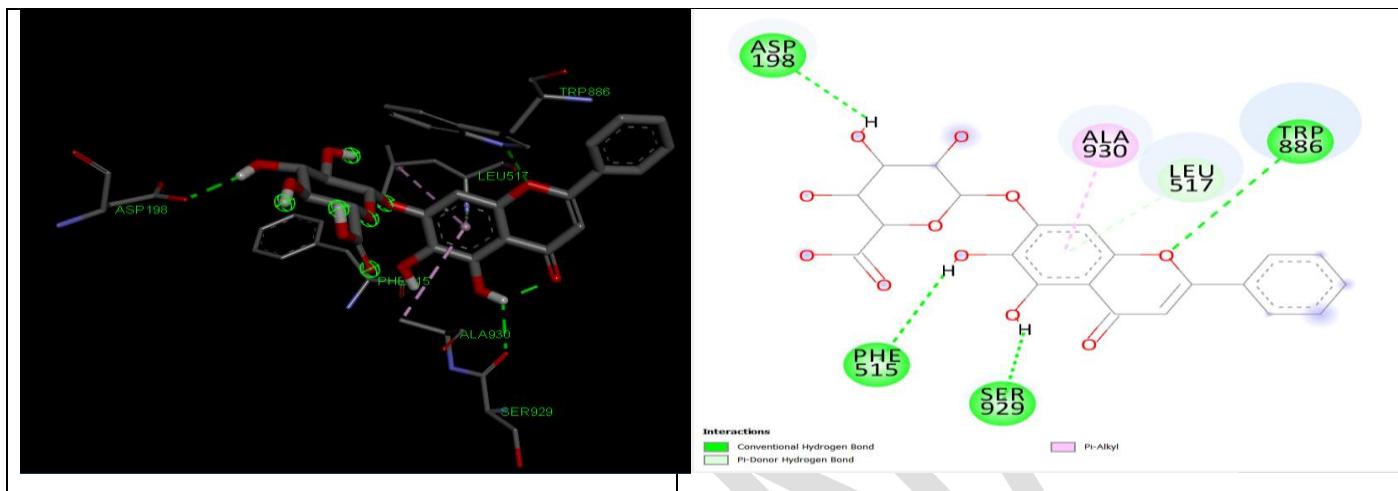 TRP886
LEU517
ASP198
PHE515
ALA930
SER929
ASP
198
ALA
930
LEU
517
TRP
886
H
O
O
O
O
O
O
O
H
O
O
O
O
H
O
PHE
515
SER
929
Interactions
Conventional Hydrogen Bond
Pi-Donor Hydrogen Bond
Pi-Alkyl